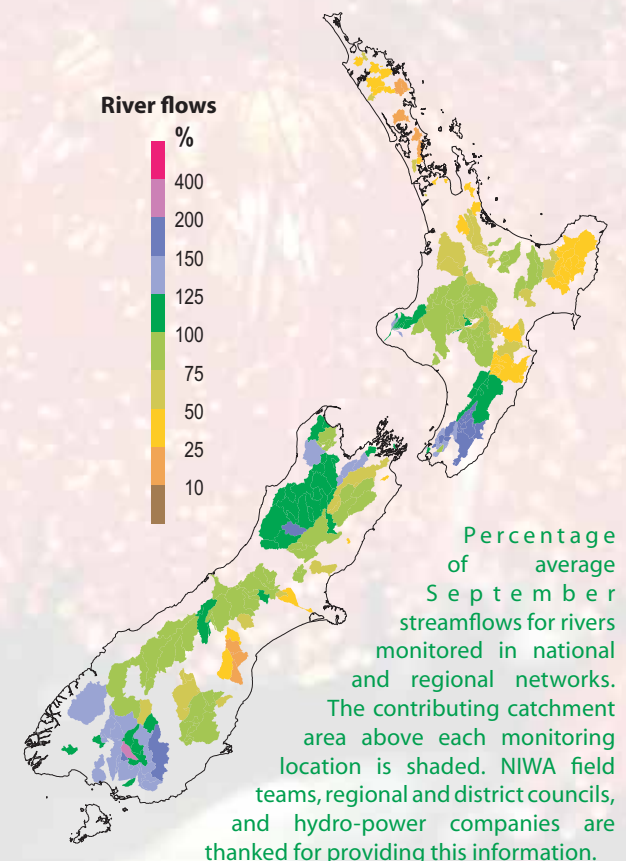 River flows
%
400
200
150
125
100
75
50
25
10
Percentage
of average
September
streamflows for rivers
monitored in national
and regional networks.
The contributing catchment
area above each monitoring
location is shaded. NIWA field
teams, regional and district councils,
and hydro-power companies are
thanked for providing this information.